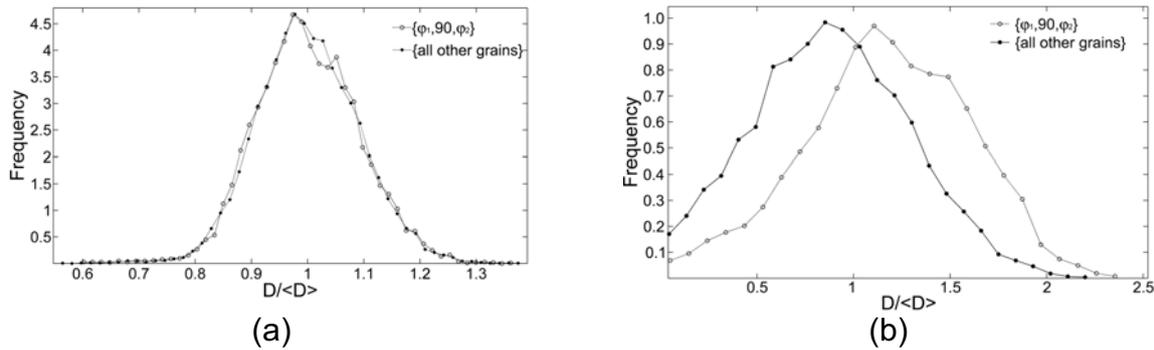 4.5
4
3.5
3
2.5
2
1.5
1
0.5
Frequency
0.6 0.7 0.8 0.9 1 1.1 1.2 1.3
D/<D>
{φ₁,90,φ₂}
{all other grains}
(a)
1.0
0.9
0.8
0.7
0.6
0.5
0.4
0.3
0.2
0.1
Frequency
0.5 1 1.5 2 2.5
D/<D>
{φ₁,90,φ₂}
{all other grains}
(b)